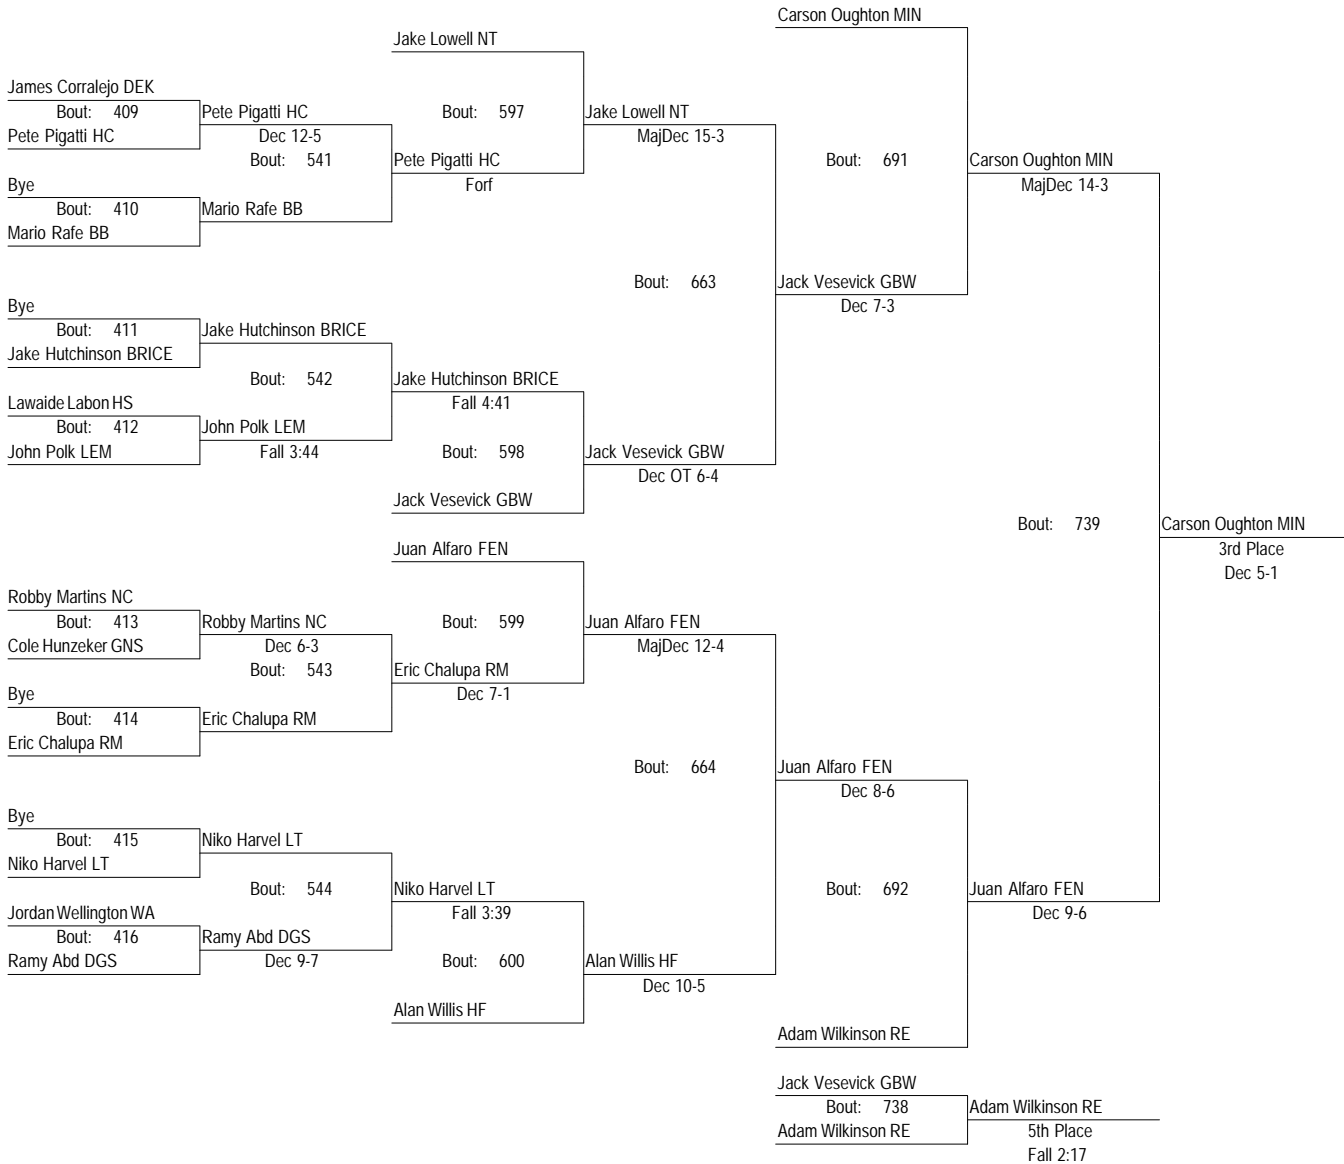 Carson Oughton MIN
Jake Lowell NT
James Corralejo DEK
Bout: 409
Pete Pigatti HC
Pete Pigatti HC
Dec 12-5
Bout: 541
Bout: 597
Jake Lowell NT
MajDec 15-3
Pete Pigatti HC
Forf
Bout: 691
Carson Oughton MIN
MajDec 14-3
Bye
Bout: 410
Mario Rafe BB
Mario Rafe BB
Bout: 663
Jack Vesevick GBW
Dec 7-3
Bye
Bout: 411
Jake Hutchinson BRICE
Jake Hutchinson BRICE
Bout: 542
Jake Hutchinson BRICE
Fall 4:41
Lawaide Labon HS
Bout: 412
John Polk LEM
John Polk LEM
Fall 3:44
Bout: 598
Jack Vesevick GBW
Dec OT 6-4
Jack Vesevick GBW
Bout: 739
Carson Oughton MIN
3rd Place
Dec 5-1
Juan Alfaro FEN
Robby Martins NC
Bout: 413
Cole Hunzeker GNS
Robby Martins NC
Dec 6-3
Bout: 543
Bout: 599
Juan Alfaro FEN
MajDec 12-4
Eric Chalupa RM
Dec 7-1
Bye
Bout: 414
Eric Chalupa RM
Eric Chalupa RM
Bout: 664
Juan Alfaro FEN
Dec 8-6
Bye
Bout: 415
Niko Harvel LT
Niko Harvel LT
Bout: 544
Niko Harvel LT
Fall 3:39
Bout: 692
Juan Alfaro FEN
Dec 9-6
Jordan Wellington WA
Bout: 416
Ramy Abd DGS
Ramy Abd DGS
Dec 9-7
Bout: 600
Alan Willis HF
Dec 10-5
Alan Willis HF
Adam Wilkinson RE
Jack Vesevick GBW
Bout: 738
Adam Wilkinson RE
Adam Wilkinson RE
5th Place
Fall 2:17